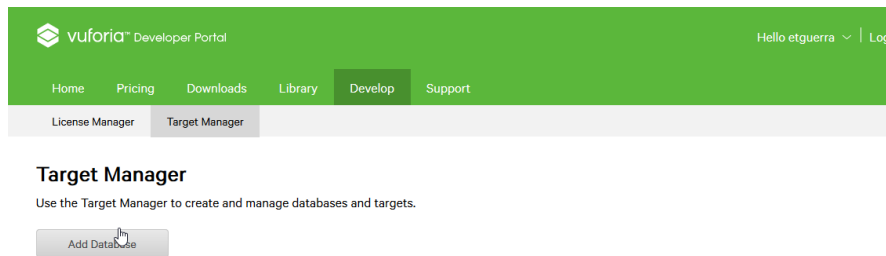 vuforia™ Developer Portal
Hello etguerra
Home Pricing Downloads Library Develop Support
License Manager Target Manager
Target Manager
Use the Target Manager to create and manage databases and targets.
Add Database